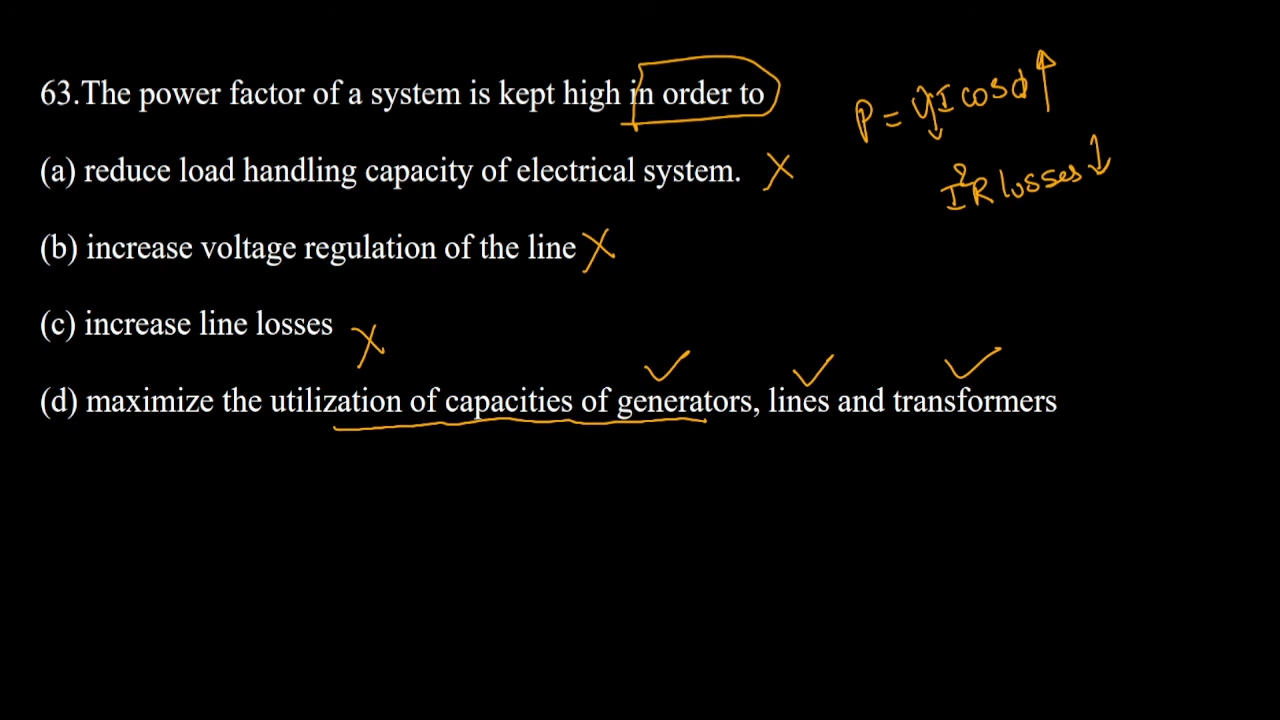 63.The power factor of a system is kept high in order to
P = VI cosϕ ↑
(a) reduce load handling capacity of electrical system. X
I²R losses ↓
(b) increase voltage regulation of the line X
(c) increase line losses X
(d) maximize the utilization of capacities of generators, lines and transformers